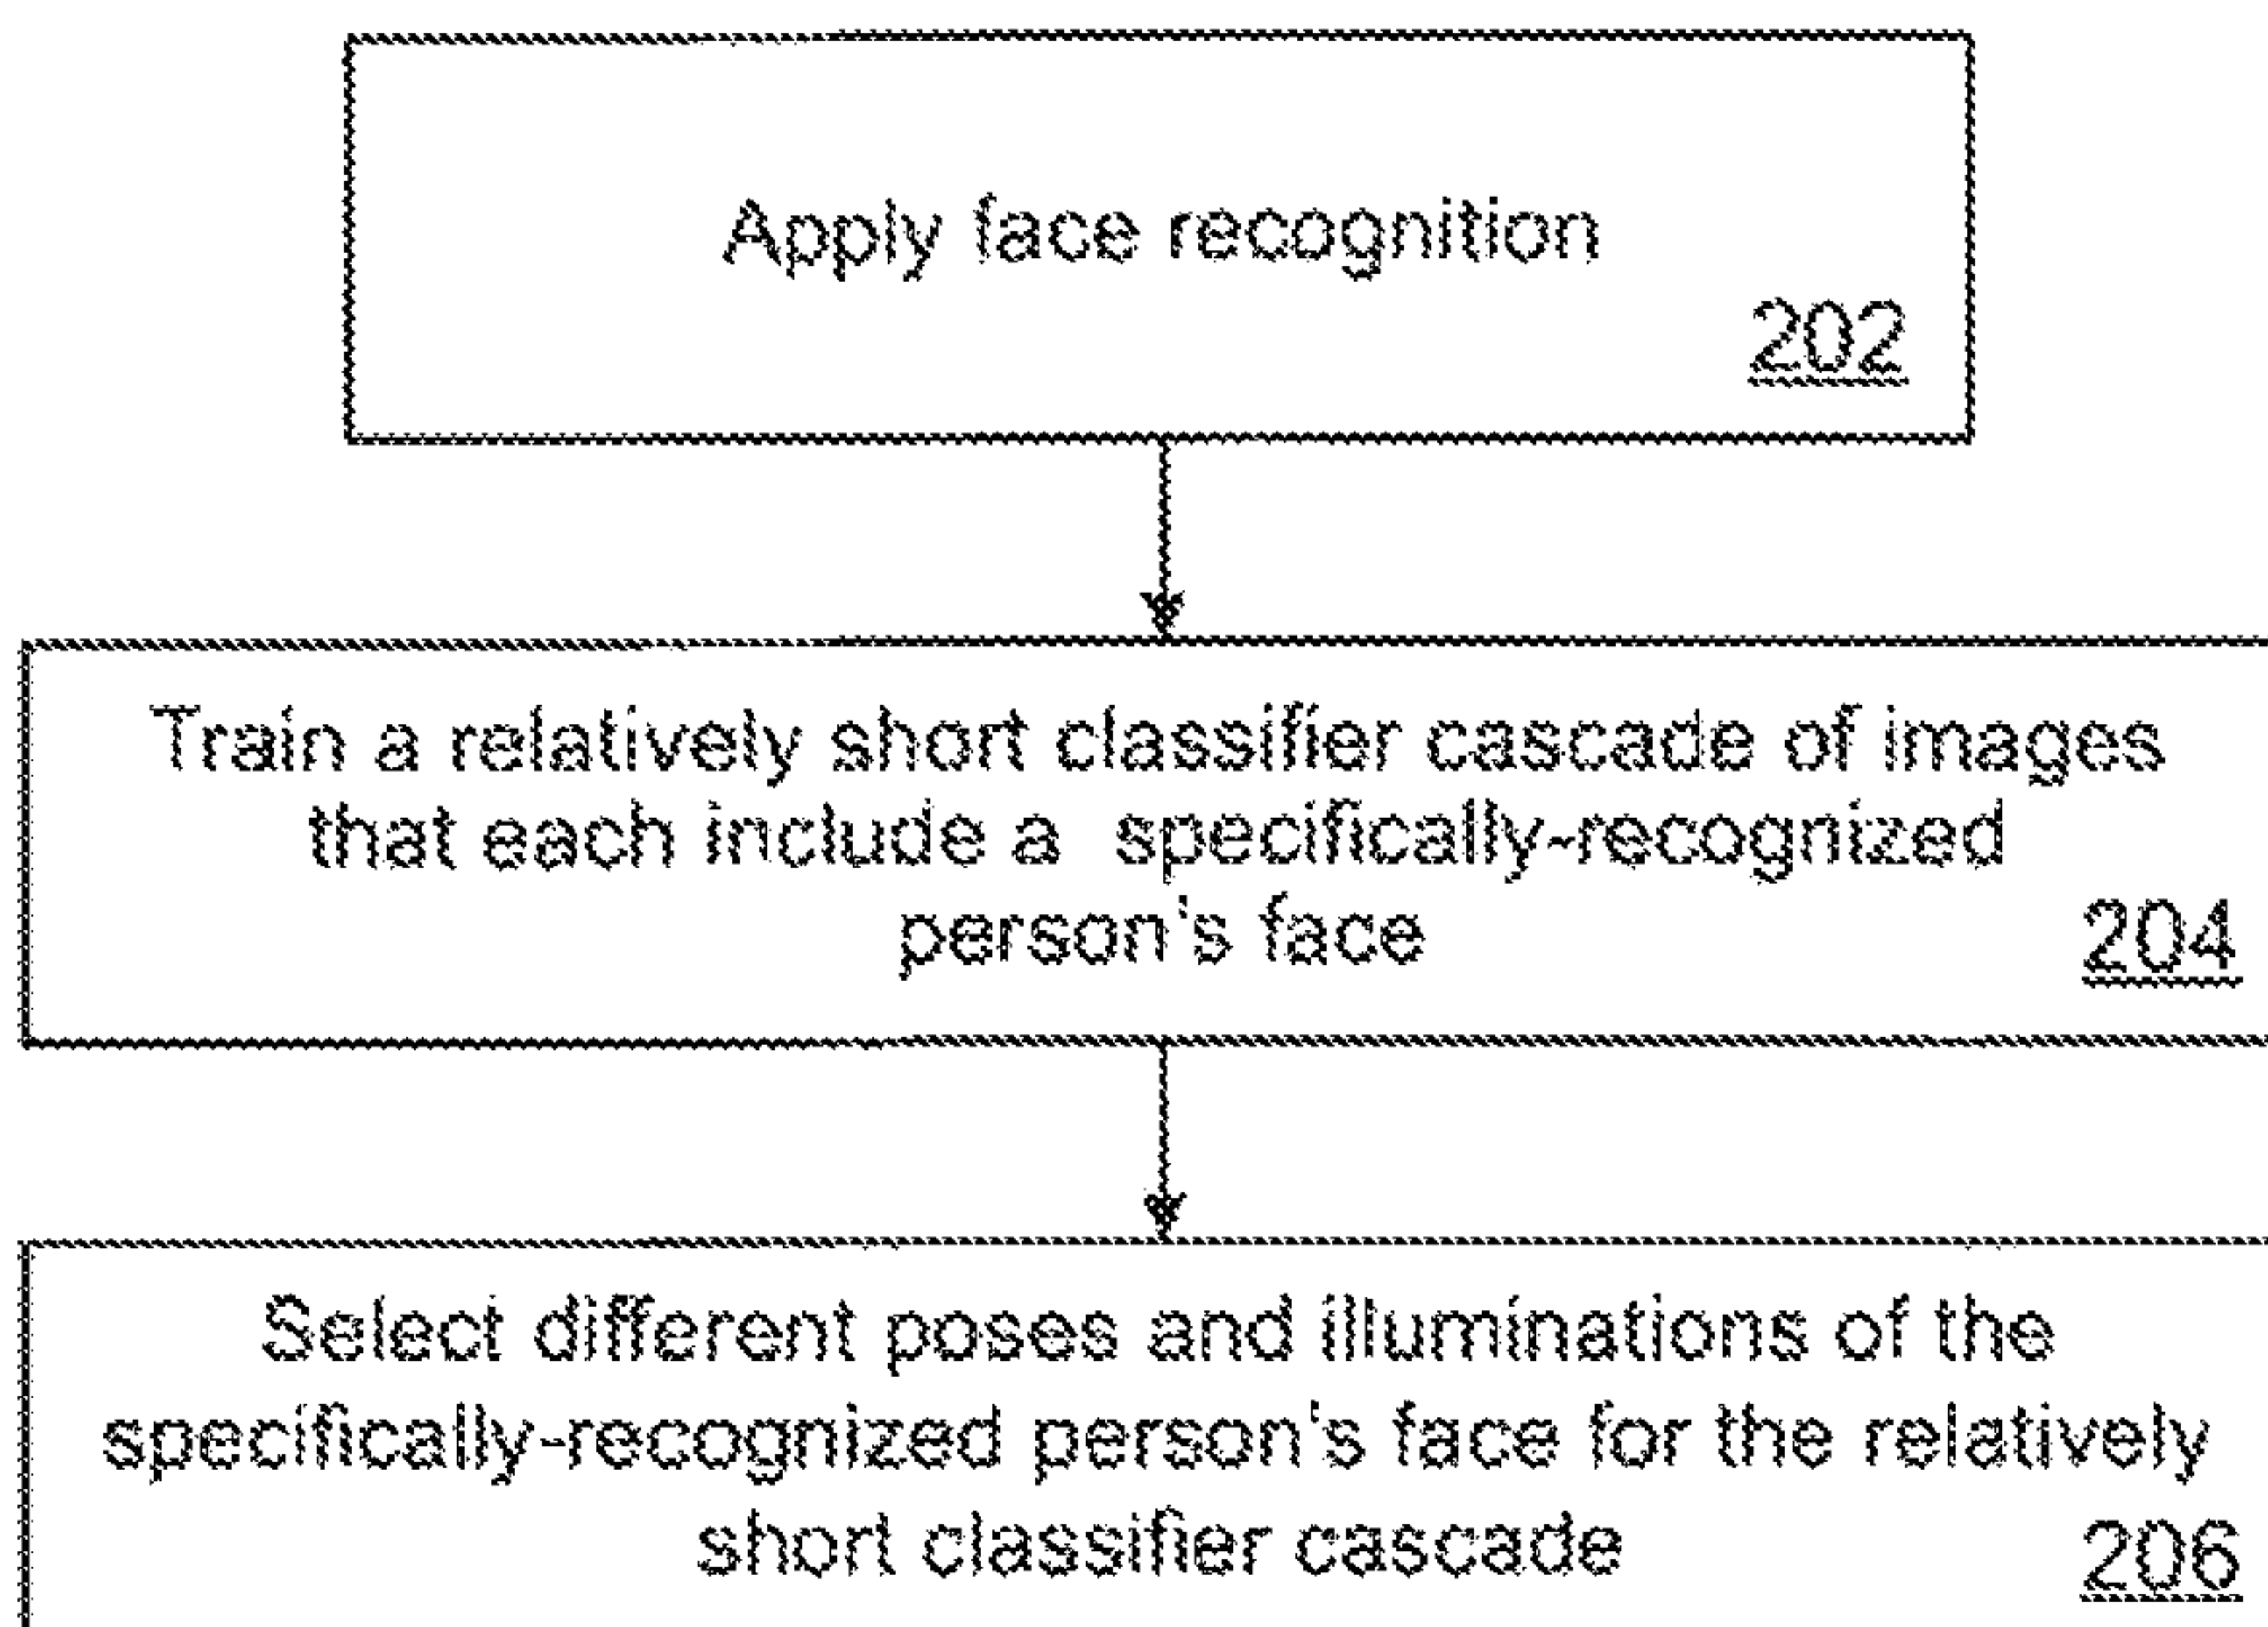 Apply face recognition
202
Train a relatively short classifier cascade of images
that each include a specifically-recognized
person's face
204
Select different poses and illuminations of the
specifically-recognized person's face for the relatively
short classifier cascade
206